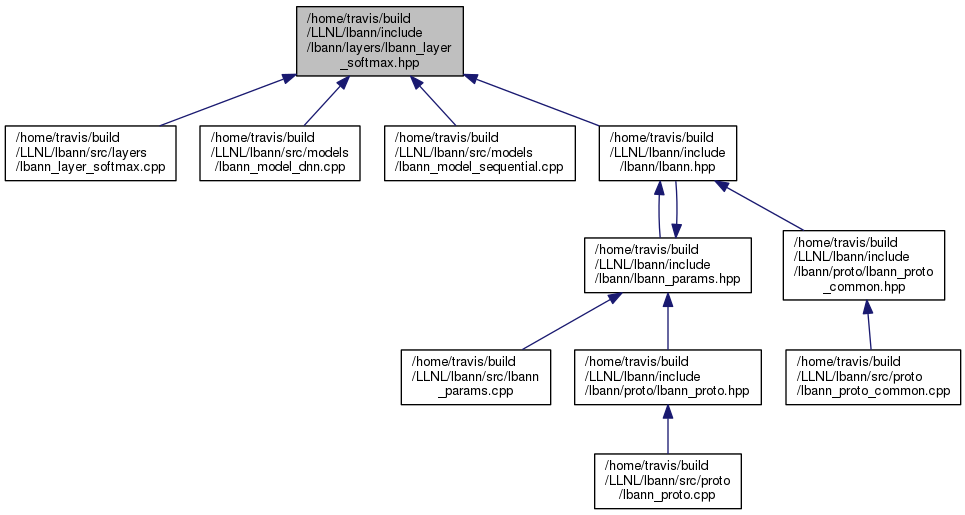 /home/travis/build
/LLNL/lbann/include
/lbann/layers/lbann_layer
_softmax.hpp
/home/travis/build
/LLNL/lbann/src/layers
/lbann_layer_softmax.cpp
/home/travis/build
/LLNL/lbann/src/models
/lbann_model_dnn.cpp
/home/travis/build
/LLNL/lbann/src/models
/lbann_model_sequential.cpp
/home/travis/build
/LLNL/lbann/include
/lbann/lbann.hpp
/home/travis/build
/LLNL/lbann/include
/lbann/lbann_params.hpp
/home/travis/build
/LLNL/lbann/include
/lbann/proto/lbann_proto
_common.hpp
/home/travis/build
/LLNL/lbann/src/lbann
_params.cpp
/home/travis/build
/LLNL/lbann/include
/lbann/proto/lbann_proto.hpp
/home/travis/build
/LLNL/lbann/src/proto
/lbann_proto_common.cpp
/home/travis/build
/LLNL/lbann/src/proto
/lbann_proto.cpp